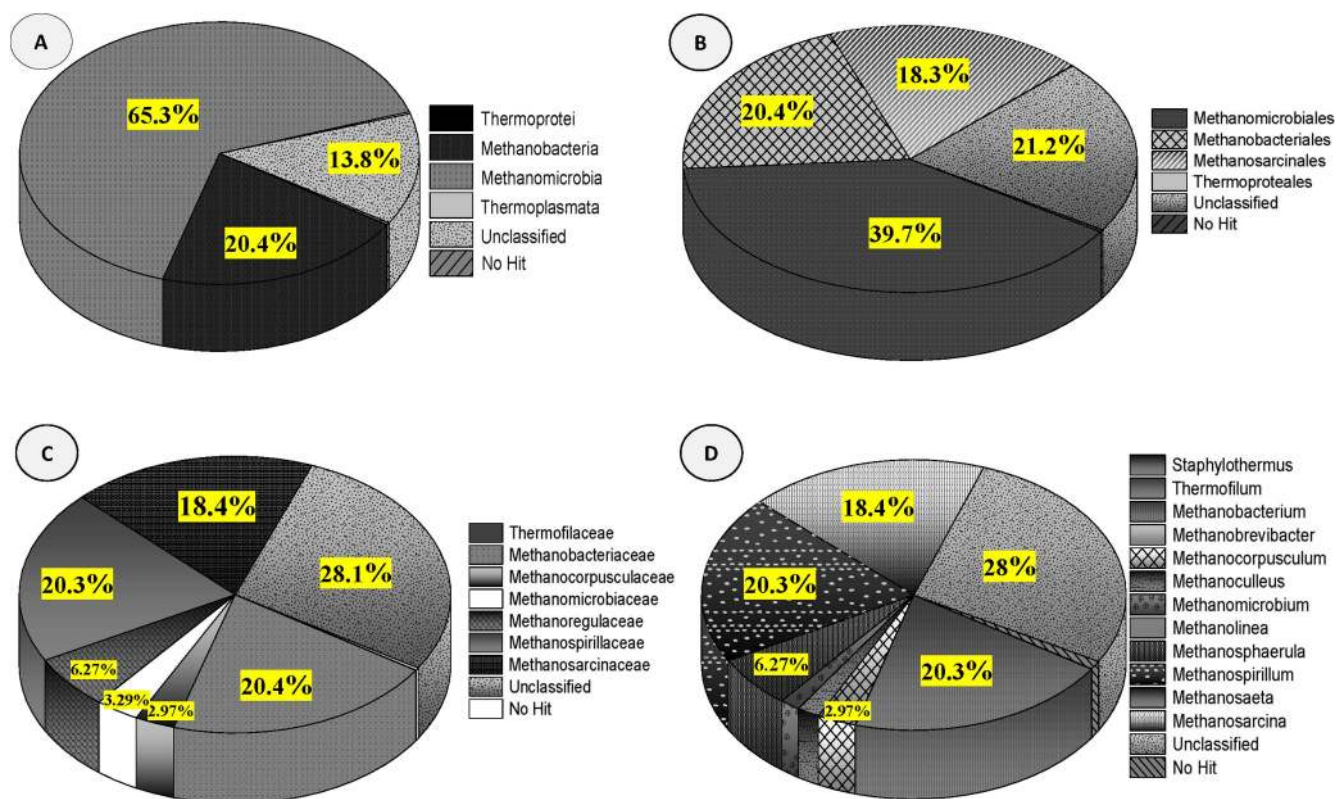 A
65.3%
13.8%
20.4%
Thermoprotei
Methanobacteria
Methanomicrobia
Thermoplasmata
Unclassified
No Hit
B
18.3%
20.4%
21.2%
39.7%
Methanomicrobiales
Methanobacteriales
Methanosarcinales
Thermoproteales
Unclassified
No Hit
C
18.4%
28.1%
20.3%
6.27%
3.29%
2.97%
20.4%
Thermofilaceae
Methanobacteriaceae
Methanocorpusculaceae
Methanomicrobiaceae
Methanoregulaceae
Methanospirillaceae
Methanosarcinaceae
Unclassified
No Hit
D
18.4%
28%
20.3%
6.27%
2.97%
20.3%
Staphylothermus
Thermofilum
Methanobacterium
Methanobrevibacter
Methanocorpusculum
Methanoculleus
Methanomicrobium
Methanolinea
Methanosphaerula
Methanospirillum
Methanosaeta
Methanosarcina
Unclassified
No Hit